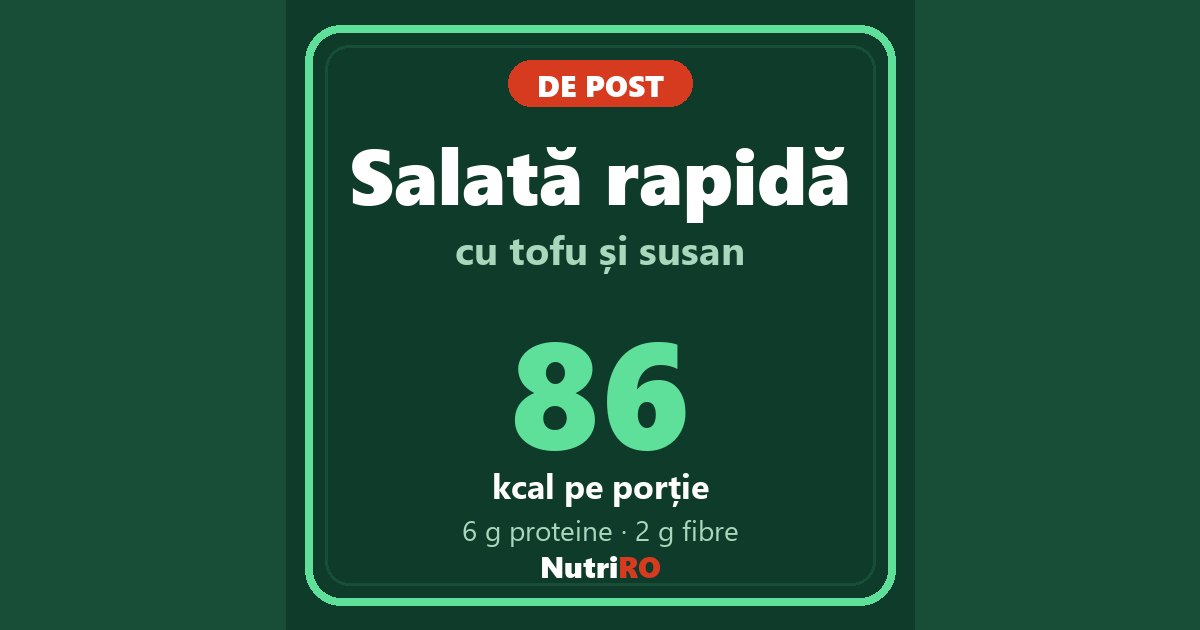 DE POST
Salată rapidă
cu tofu și susan
86
kcal pe porție
6 g proteine · 2 g fibre
NutriRO